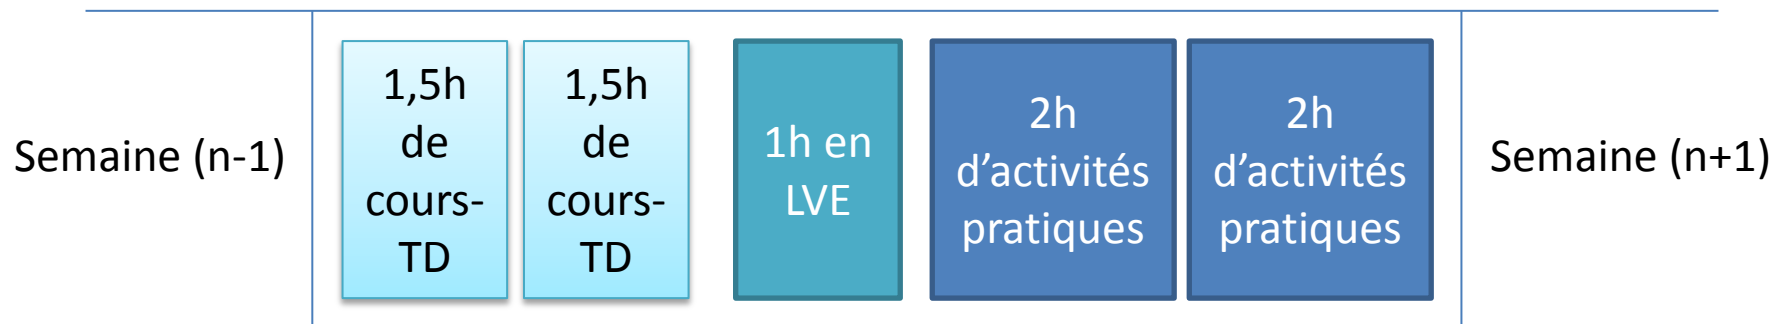 Semaine (n-1)
1,5h
de
cours-
TD
1,5h
de
cours-
TD
1h en
LVE
2h
d’activités
pratiques
2h
d’activités
pratiques
Semaine (n+1)